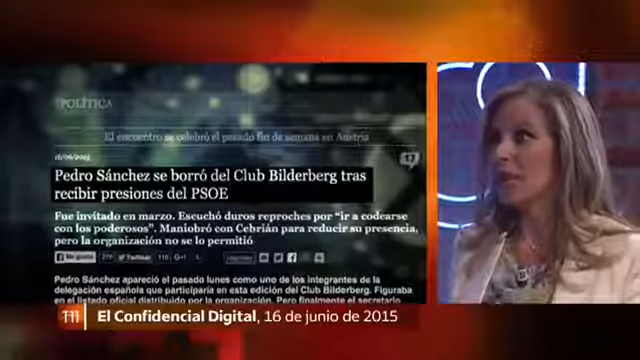 POLÍTICA
El encuentro se celebró el pasado fin de semana en Austria
16/06/2015
Pedro Sánchez se borró del Club Bilderberg tras
recibir presiones del PSOE
Fue invitado en marzo. Escuchó duros reproches por “ir a codearse
con los poderosos”. Maniobró con Cebrián para reducir su presencia,
pero la organización no se lo permitió
Me gusta
Twittear
Pedro Sánchez apareció el pasado lunes como uno de los integrantes de la
delegación española que participaría en esta edición del Club Bilderberg. Figuraba
en el listado oficial distribuido por la organización. Pero finalmente el secretario
El Confidencial Digital, 16 de junio de 2015